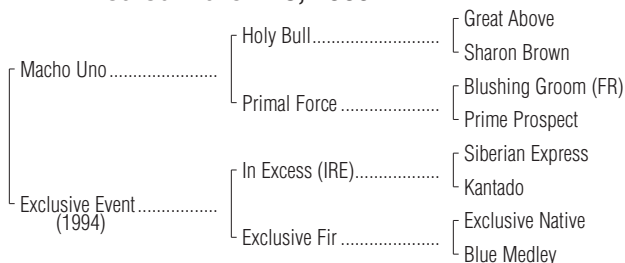 Great Above
Holy Bull
Sharon Brown
Macho Uno
Blushing Groom (FR)
Primal Force
Prime Prospect
Siberian Express
In Excess (IRE)
Kantado
Exclusive Event
(1994)
Exclusive Native
Exclusive Fir
Blue Medley